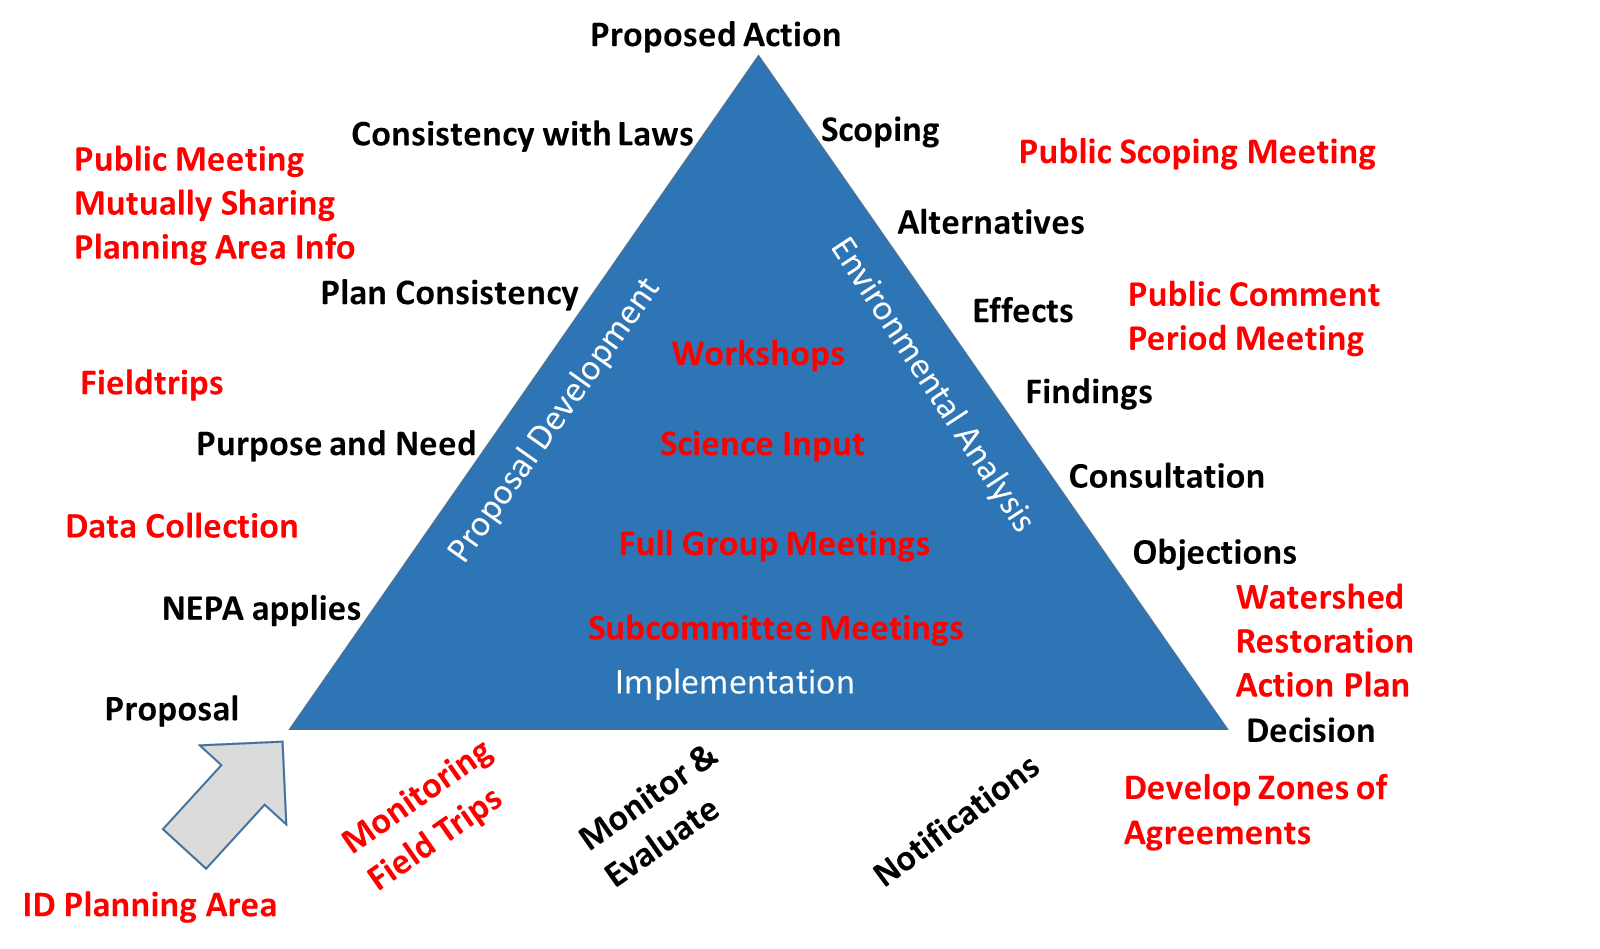 Proposed Action
Consistency with Laws
Scoping
Public Meeting
Mutually Sharing
Planning Area Info
Public Scoping Meeting
Alternatives
Plan Consistency
Effects
Public Comment
Period Meeting
Proposal Development
Environmental Analysis
Workshops
Fieldtrips
Findings
Purpose and Need
Science Input
Consultation
Data Collection
Full Group Meetings
Objections
NEPA applies
Subcommittee Meetings
Watershed
Restoration
Action Plan
Implementation
Proposal
Decision
Monitoring
Field Trips
Monitor &
Evaluate
Notifications
Develop Zones of
Agreements
ID Planning Area